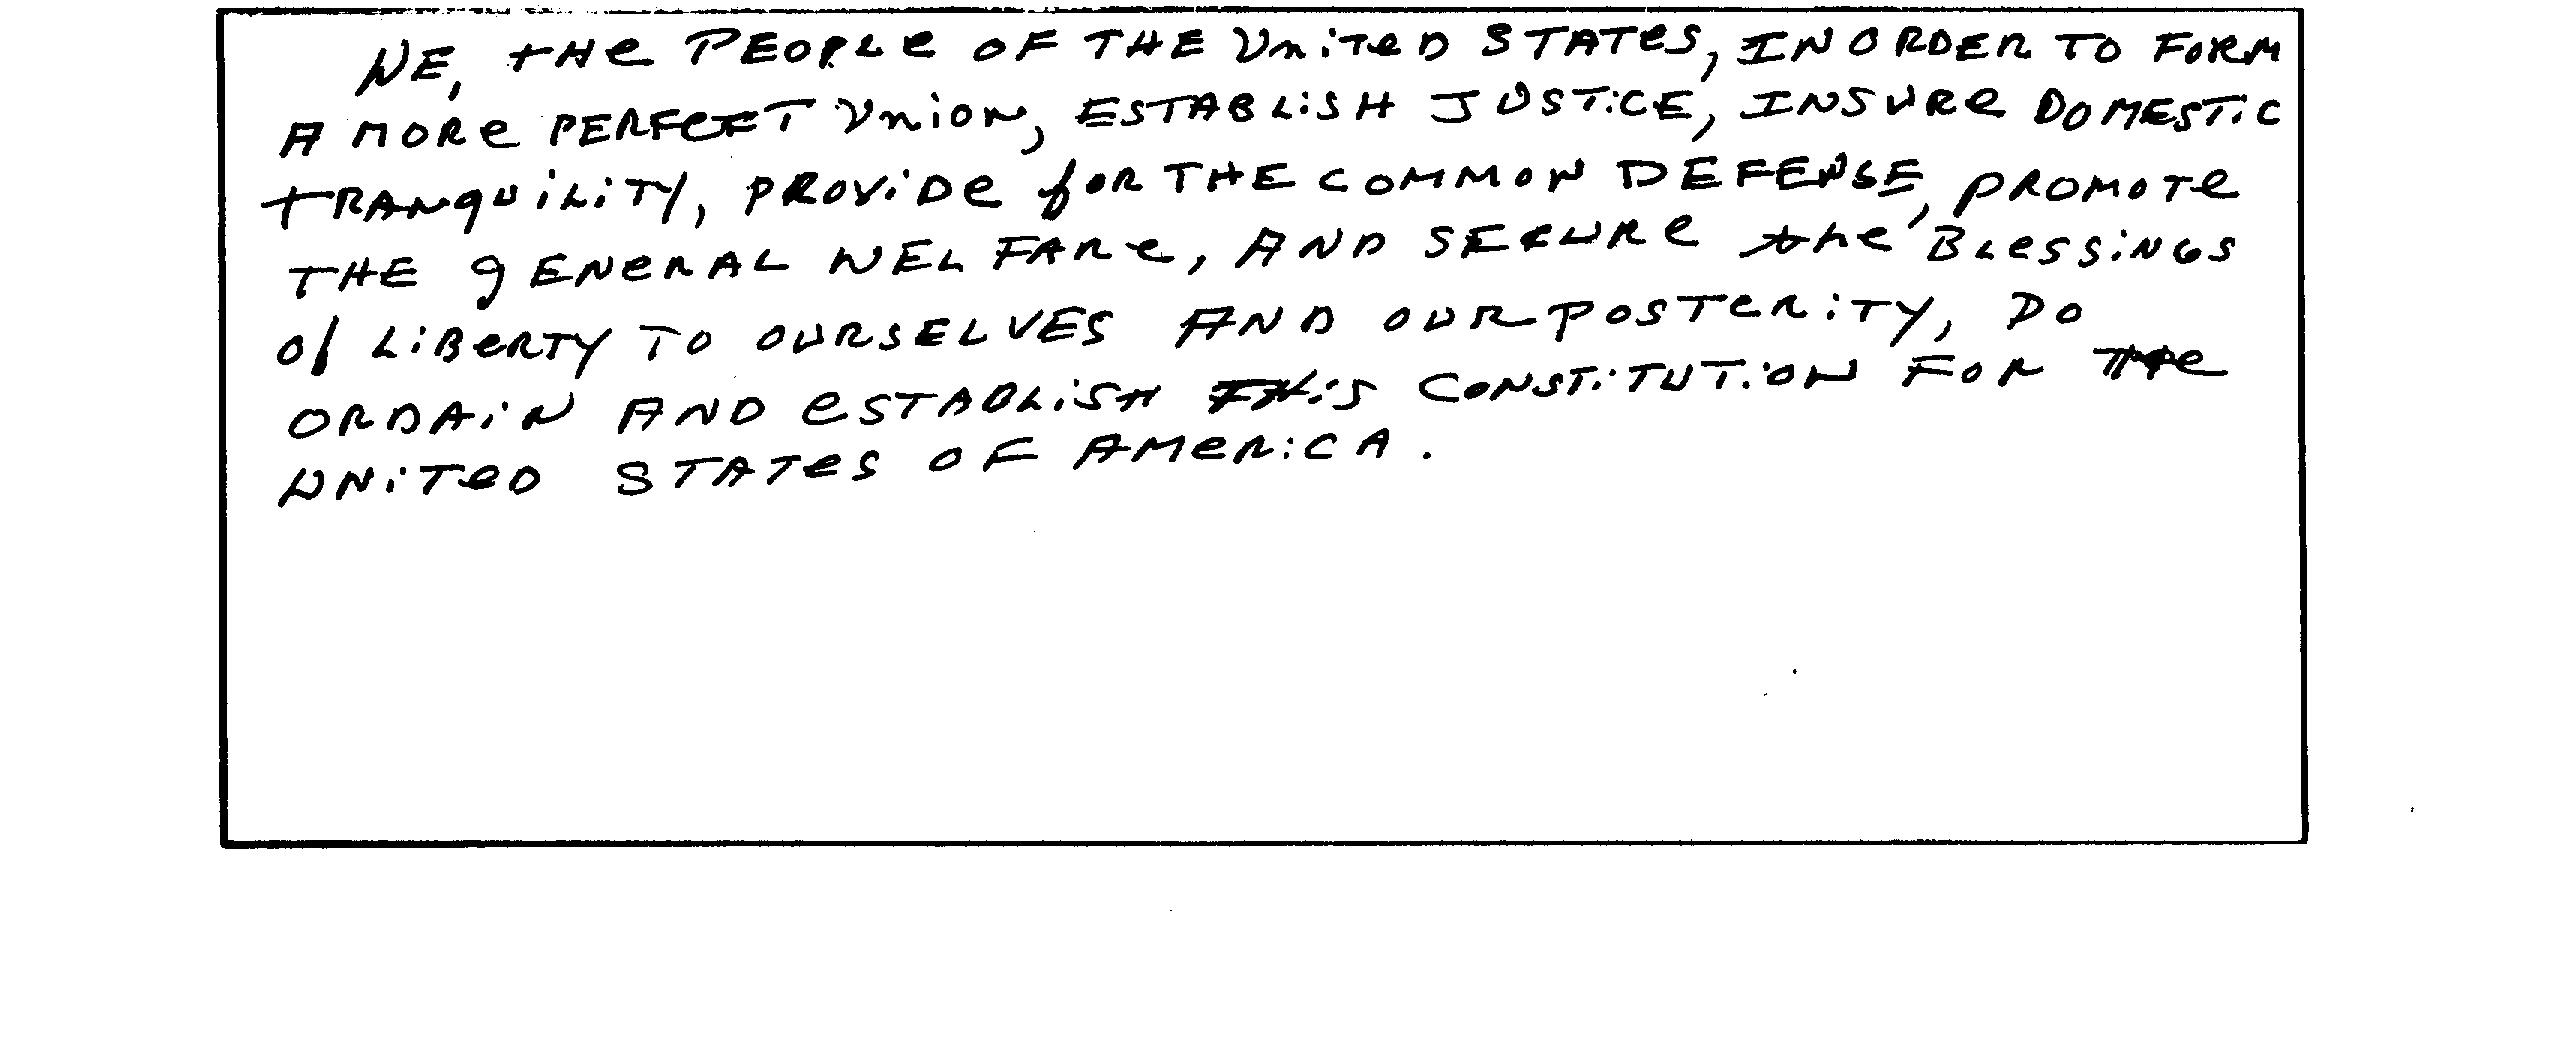 WE, tHe PEOPLe OF THE UniTeD STATeS, IN ORDER TO FORM
A MORe PERFeCT Union, ESTABLiSH JUSTiCE, INSURe DOMESTiC
tRANqUiLiTY, PROViDe foR THE COMMON DEFENSE, PROMOTe
THE gENeRAL WELFARe, AND SECURe the BLeSSiNGS
of LiBeRTY TO OURSELVES AND OUR POSTeRiTY, DO
ORDAiN AND eSTABLiSH THiS CONSTiTUTiON FOR THe
UNiTeD STATeS OF AMeRiCA.